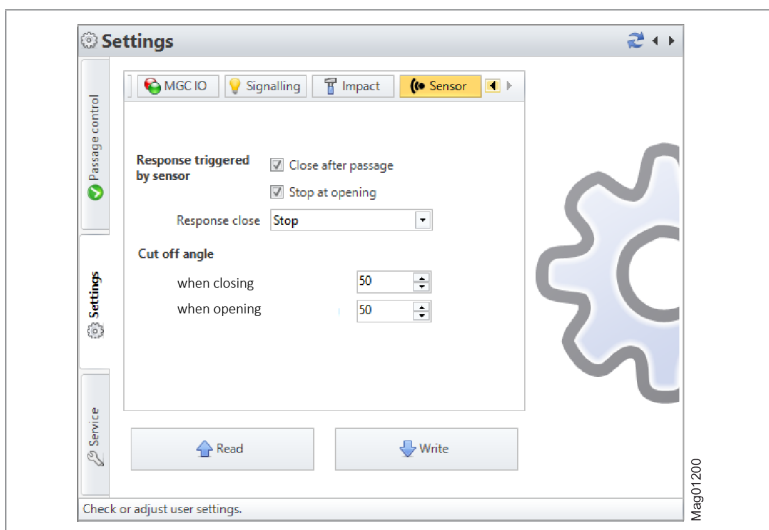 Settings
MGC IO Signalling Impact Sensor
Passage control
Settings
Service
Response triggered
by sensor
Close after passage
Stop at opening
Response close Stop
Cut off angle
when closing 50
when opening 50
Read Write
Check or adjust user settings.
Mag01200